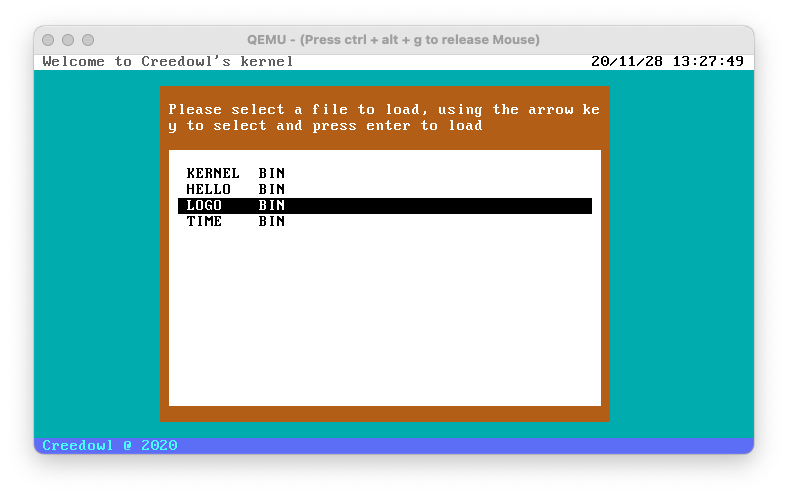 QEMU - (Press ctrl + alt + g to release Mouse)
Welcome to Creedowl's kernel 20/11/28 13:27:49
Please select a file to load, using the arrow ke
y to select and press enter to load
KERNEL BIN
HELLO BIN
LOGO BIN
TIME BIN
Creedowl @ 2020